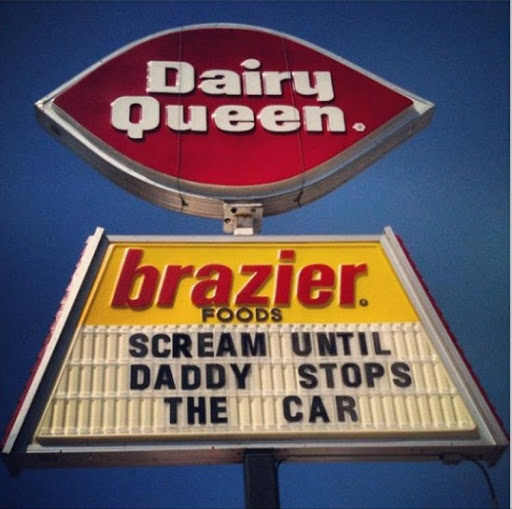 Dairy
Queen®
brazier®
FOODS
SCREAM UNTIL
DADDY STOPS
THE CAR